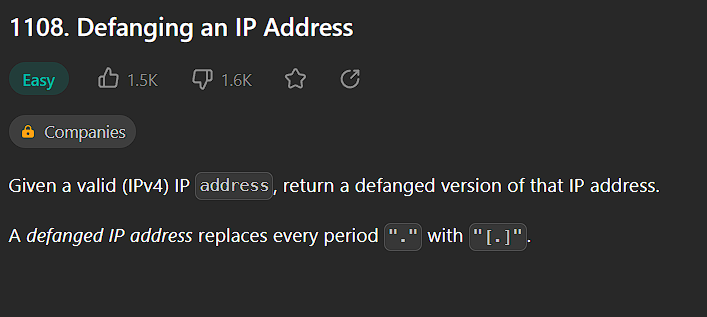 1108. Defanging an IP Address
Easy 1.5K 1.6K
Companies
Given a valid (IPv4) IP address, return a defanged version of that IP address.
A defanged IP address replaces every period "." with "[.]".